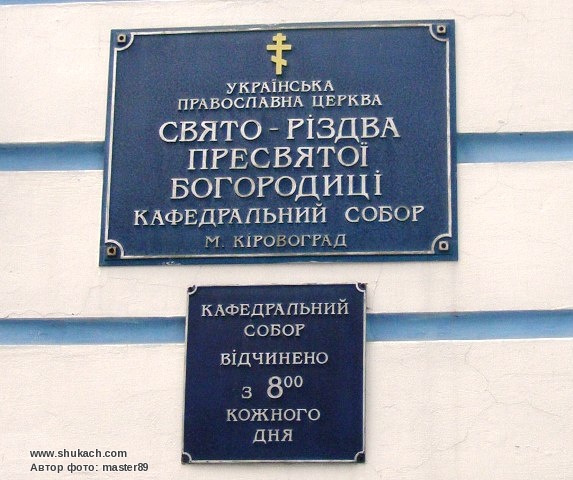 УКРАЇНСЬКА
ПРАВОСЛАВНА ЦЕРКВА
СВЯТО - РІЗДВА
ПРЕСВЯТОЇ
БОГОРОДИЦІ
КАФЕДРАЛЬНИЙ СОБОР
М. КІРОВОГРАД
КАФЕДРАЛЬНИЙ
СОБОР
ВІДЧИНЕНО
З 8⁰⁰
КОЖНОГО
ДНЯ
www.shukach.com
Автор фото: master89